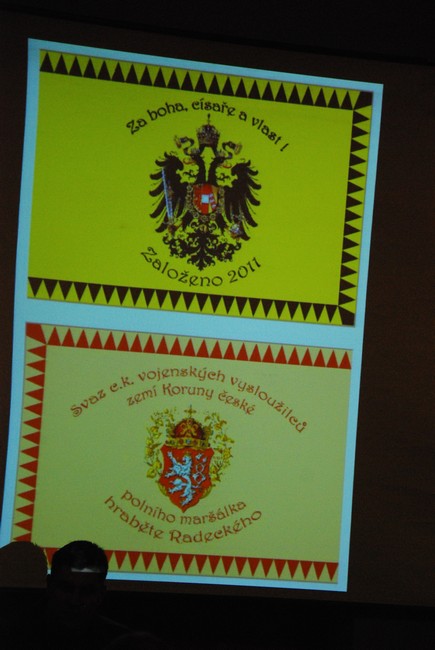 Za boha, císaře a vlast !
Založeno 2011
Svaz c.k. vojenských vysloužilců
zemí Koruny české
polního maršálka
hraběte Radeckého